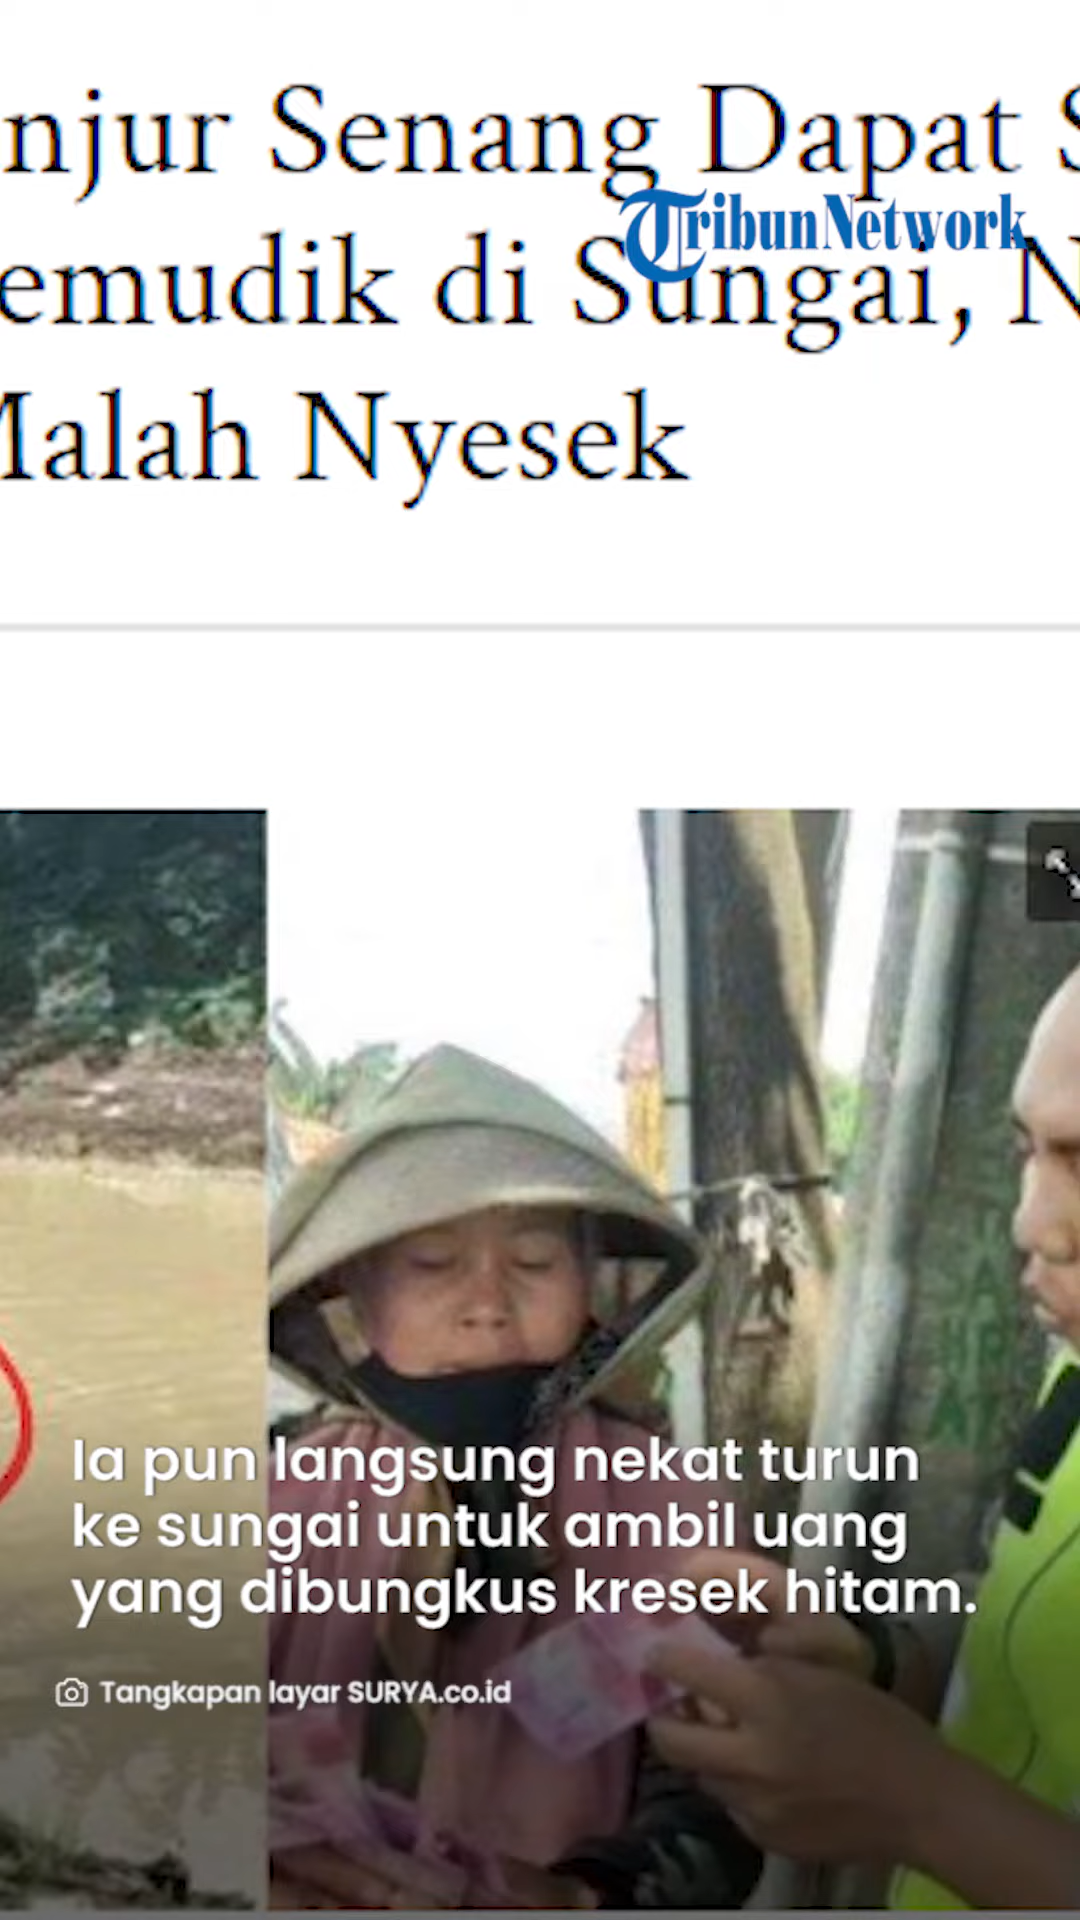 njur Senang Dapat S
TribunNetwork
emudik di Sungai, N
Malah Nyesek
Ia pun langsung nekat turun
ke sungai untuk ambil uang
yang dibungkus kresek hitam.
Tangkapan layar SURYA.co.id